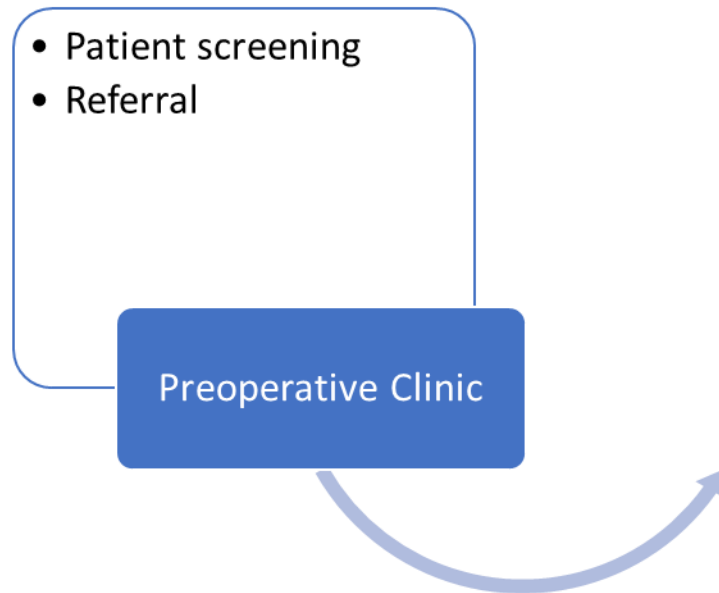 • Patient screening
• Referral
Preoperative Clinic